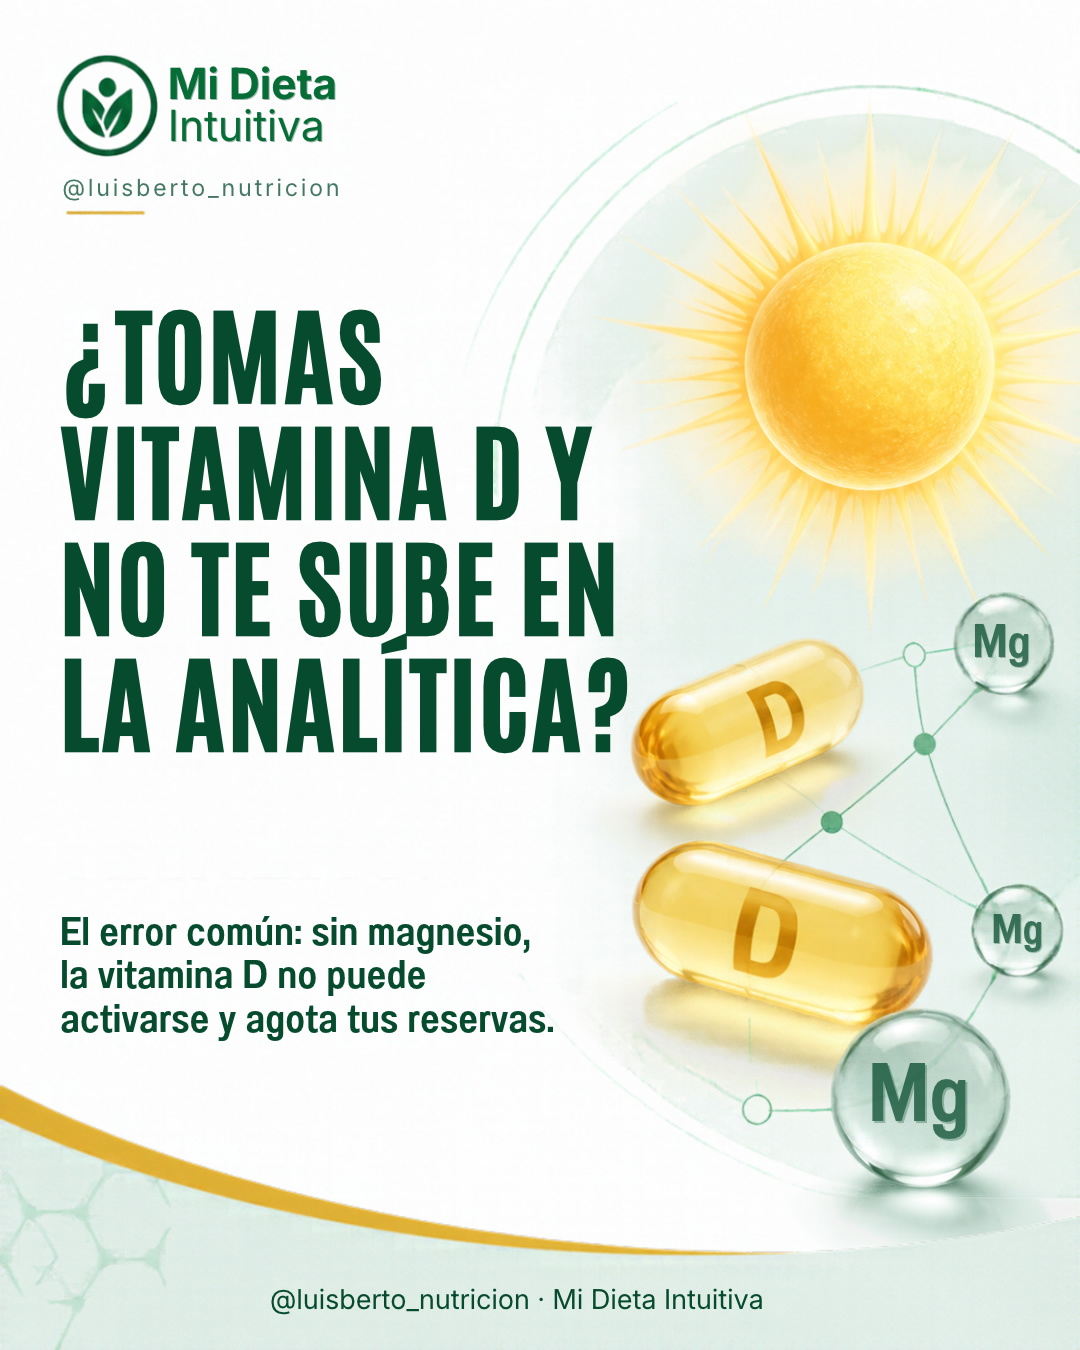 Mi Dieta
Intuitiva
@luisberto_nutricion
¿TOMAS
VITAMINA D Y
NO TE SUBE EN
LA ANALÍTICA?
Mg
D
D
Mg
Mg
El error común: sin magnesio,
la vitamina D no puede
activarse y agota tus reservas.
@luisberto_nutricion · Mi Dieta Intuitiva